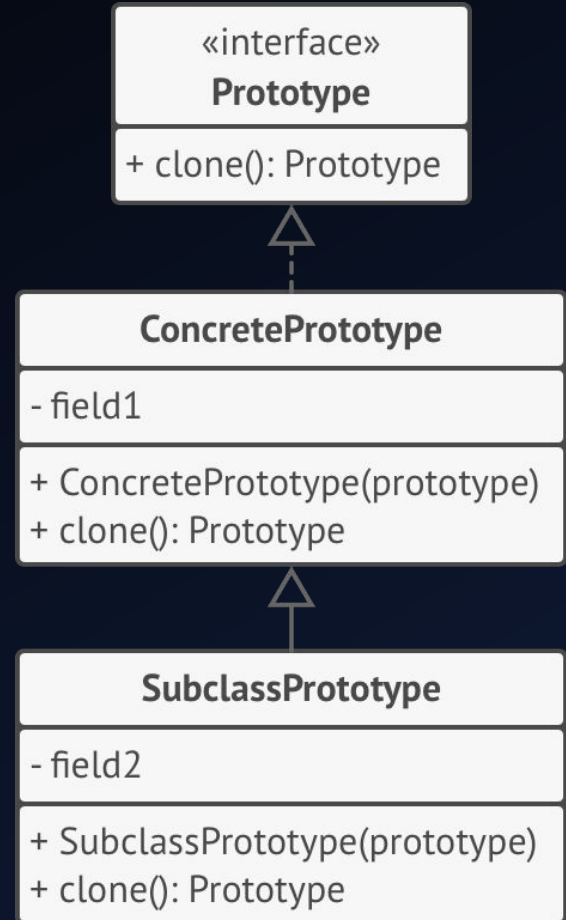 «interface»
Prototype
+ clone(): Prototype
ConcretePrototype
- field1
+ ConcretePrototype(prototype)
+ clone(): Prototype
SubclassPrototype
- field2
+ SubclassPrototype(prototype)
+ clone(): Prototype